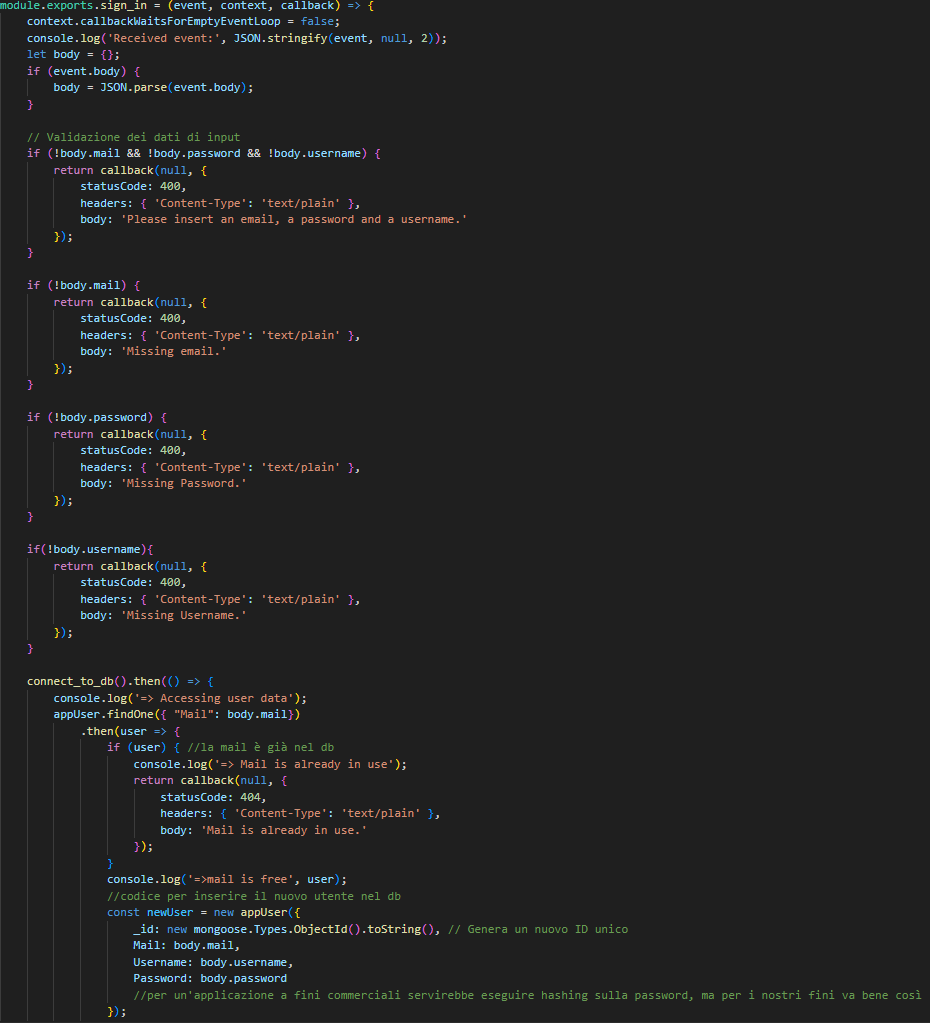 module.exports.sign_in = (event, context, callback) => {
    context.callbackWaitsForEmptyEventLoop = false;
    console.log('Received event:', JSON.stringify(event, null, 2));
    let body = {};
    if (event.body) {
        body = JSON.parse(event.body);
    }

    // Validazione dei dati di input
    if (!body.mail && !body.password && !body.username) {
        return callback(null, {
            statusCode: 400,
            headers: { 'Content-Type': 'text/plain' },
            body: 'Please insert an email, a password and a username.'
        });
    }

    if (!body.mail) {
        return callback(null, {
            statusCode: 400,
            headers: { 'Content-Type': 'text/plain' },
            body: 'Missing email.'
        });
    }

    if (!body.password) {
        return callback(null, {
            statusCode: 400,
            headers: { 'Content-Type': 'text/plain' },
            body: 'Missing Password.'
        });
    }

    if(!body.username){
        return callback(null, {
            statusCode: 400,
            headers: { 'Content-Type': 'text/plain' },
            body: 'Missing Username.'
        });
    }

    connect_to_db().then(() => {
        console.log('=> Accessing user data');
        appUser.findOne({ "Mail": body.mail})
            .then(user => {
                if (user) { //la mail è già nel db
                    console.log('=> Mail is already in use');
                    return callback(null, {
                        statusCode: 404,
                        headers: { 'Content-Type': 'text/plain' },
                        body: 'Mail is already in use.'
                    });
                }
                console.log('=>mail is free', user);
                //codice per inserire il nuovo utente nel db
                const newUser = new appUser({
                    _id: new mongoose.Types.ObjectId().toString(), // Genera un nuovo ID unico
                    Mail: body.mail,
                    Username: body.username,
                    Password: body.password
                    //per un'applicazione a fini commerciali servirebbe eseguire hashing sulla password, ma per i nostri fini va bene così
                });